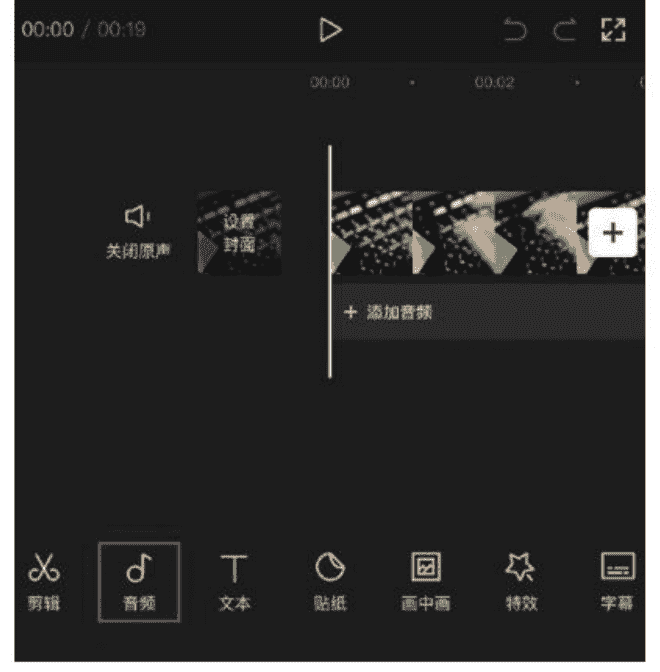 00:00 / 00:19
00:00
00:02
关闭原声
设置
封面
+ 添加音频
剪辑
音频
文本
贴纸
画中画
特效
字幕